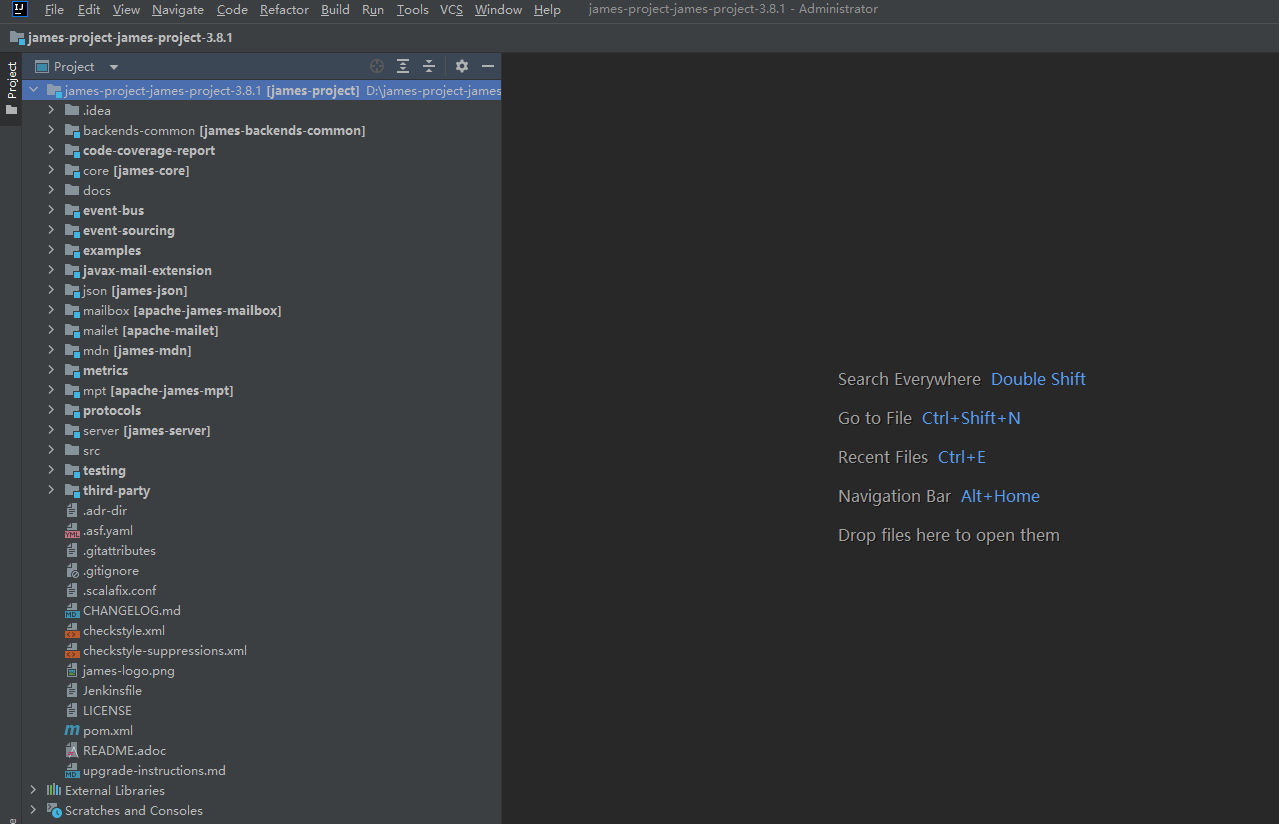 File Edit View Navigate Code Refactor Build Run Tools VCS Window Help james-project-james-project-3.8.1 - Administrator
james-project-james-project-3.8.1
Project
Project
james-project-james-project-3.8.1 [james-project] D:\james-project-james
.idea
backends-common [james-backends-common]
code-coverage-report
core [james-core]
docs
event-bus
event-sourcing
examples
javax-mail-extension
json [james-json]
mailbox [apache-james-mailbox]
mailet [apache-mailet]
mdn [james-mdn]
metrics
mpt [apache-james-mpt]
protocols
server [james-server]
src
testing
third-party
.adr-dir
.asf.yaml
.gitattributes
.gitignore
.scalafix.conf
CHANGELOG.md
checkstyle.xml
checkstyle-suppressions.xml
james-logo.png
Jenkinsfile
LICENSE
pom.xml
README.adoc
upgrade-instructions.md
External Libraries
Scratches and Consoles
Search Everywhere Double Shift
Go to File Ctrl+Shift+N
Recent Files Ctrl+E
Navigation Bar Alt+Home
Drop files here to open them